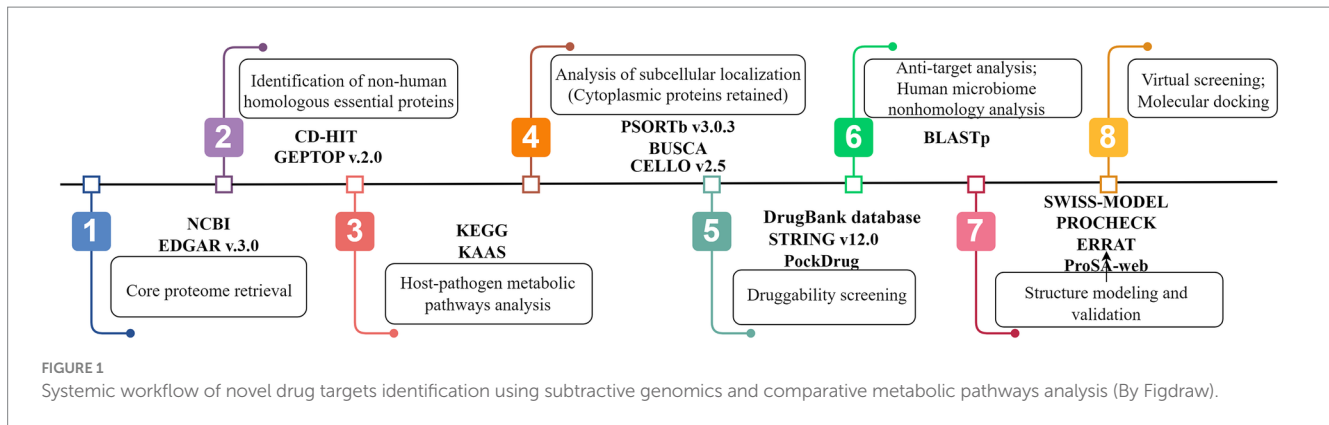 Identification of non-human
homologous essential proteins
2
CD-HIT
GEPTOP v.2.0
Analysis of subcellular localization
(Cytoplasmic proteins retained)
4
PSORTb v3.0.3
BUSCA
CELLO v2.5
Anti-target analysis;
Human microbiome
nonhomology analysis
6
BLASTp
Virtual screening;
Molecular docking
8
1
NCBI
EDGAR v.3.0
Core proteome retrieval
3
KEGG
KAAS
Host-pathogen metabolic
pathways analysis
5
DrugBank database
STRING v12.0
PockDrug
Druggability screening
7
SWISS-MODEL
PROCHECK
ERRAT
ProSA-web
Structure modeling and
validation
FIGURE 1
Systemic workflow of novel drug targets identification using subtractive genomics and comparative metabolic pathways analysis (By Figdraw).